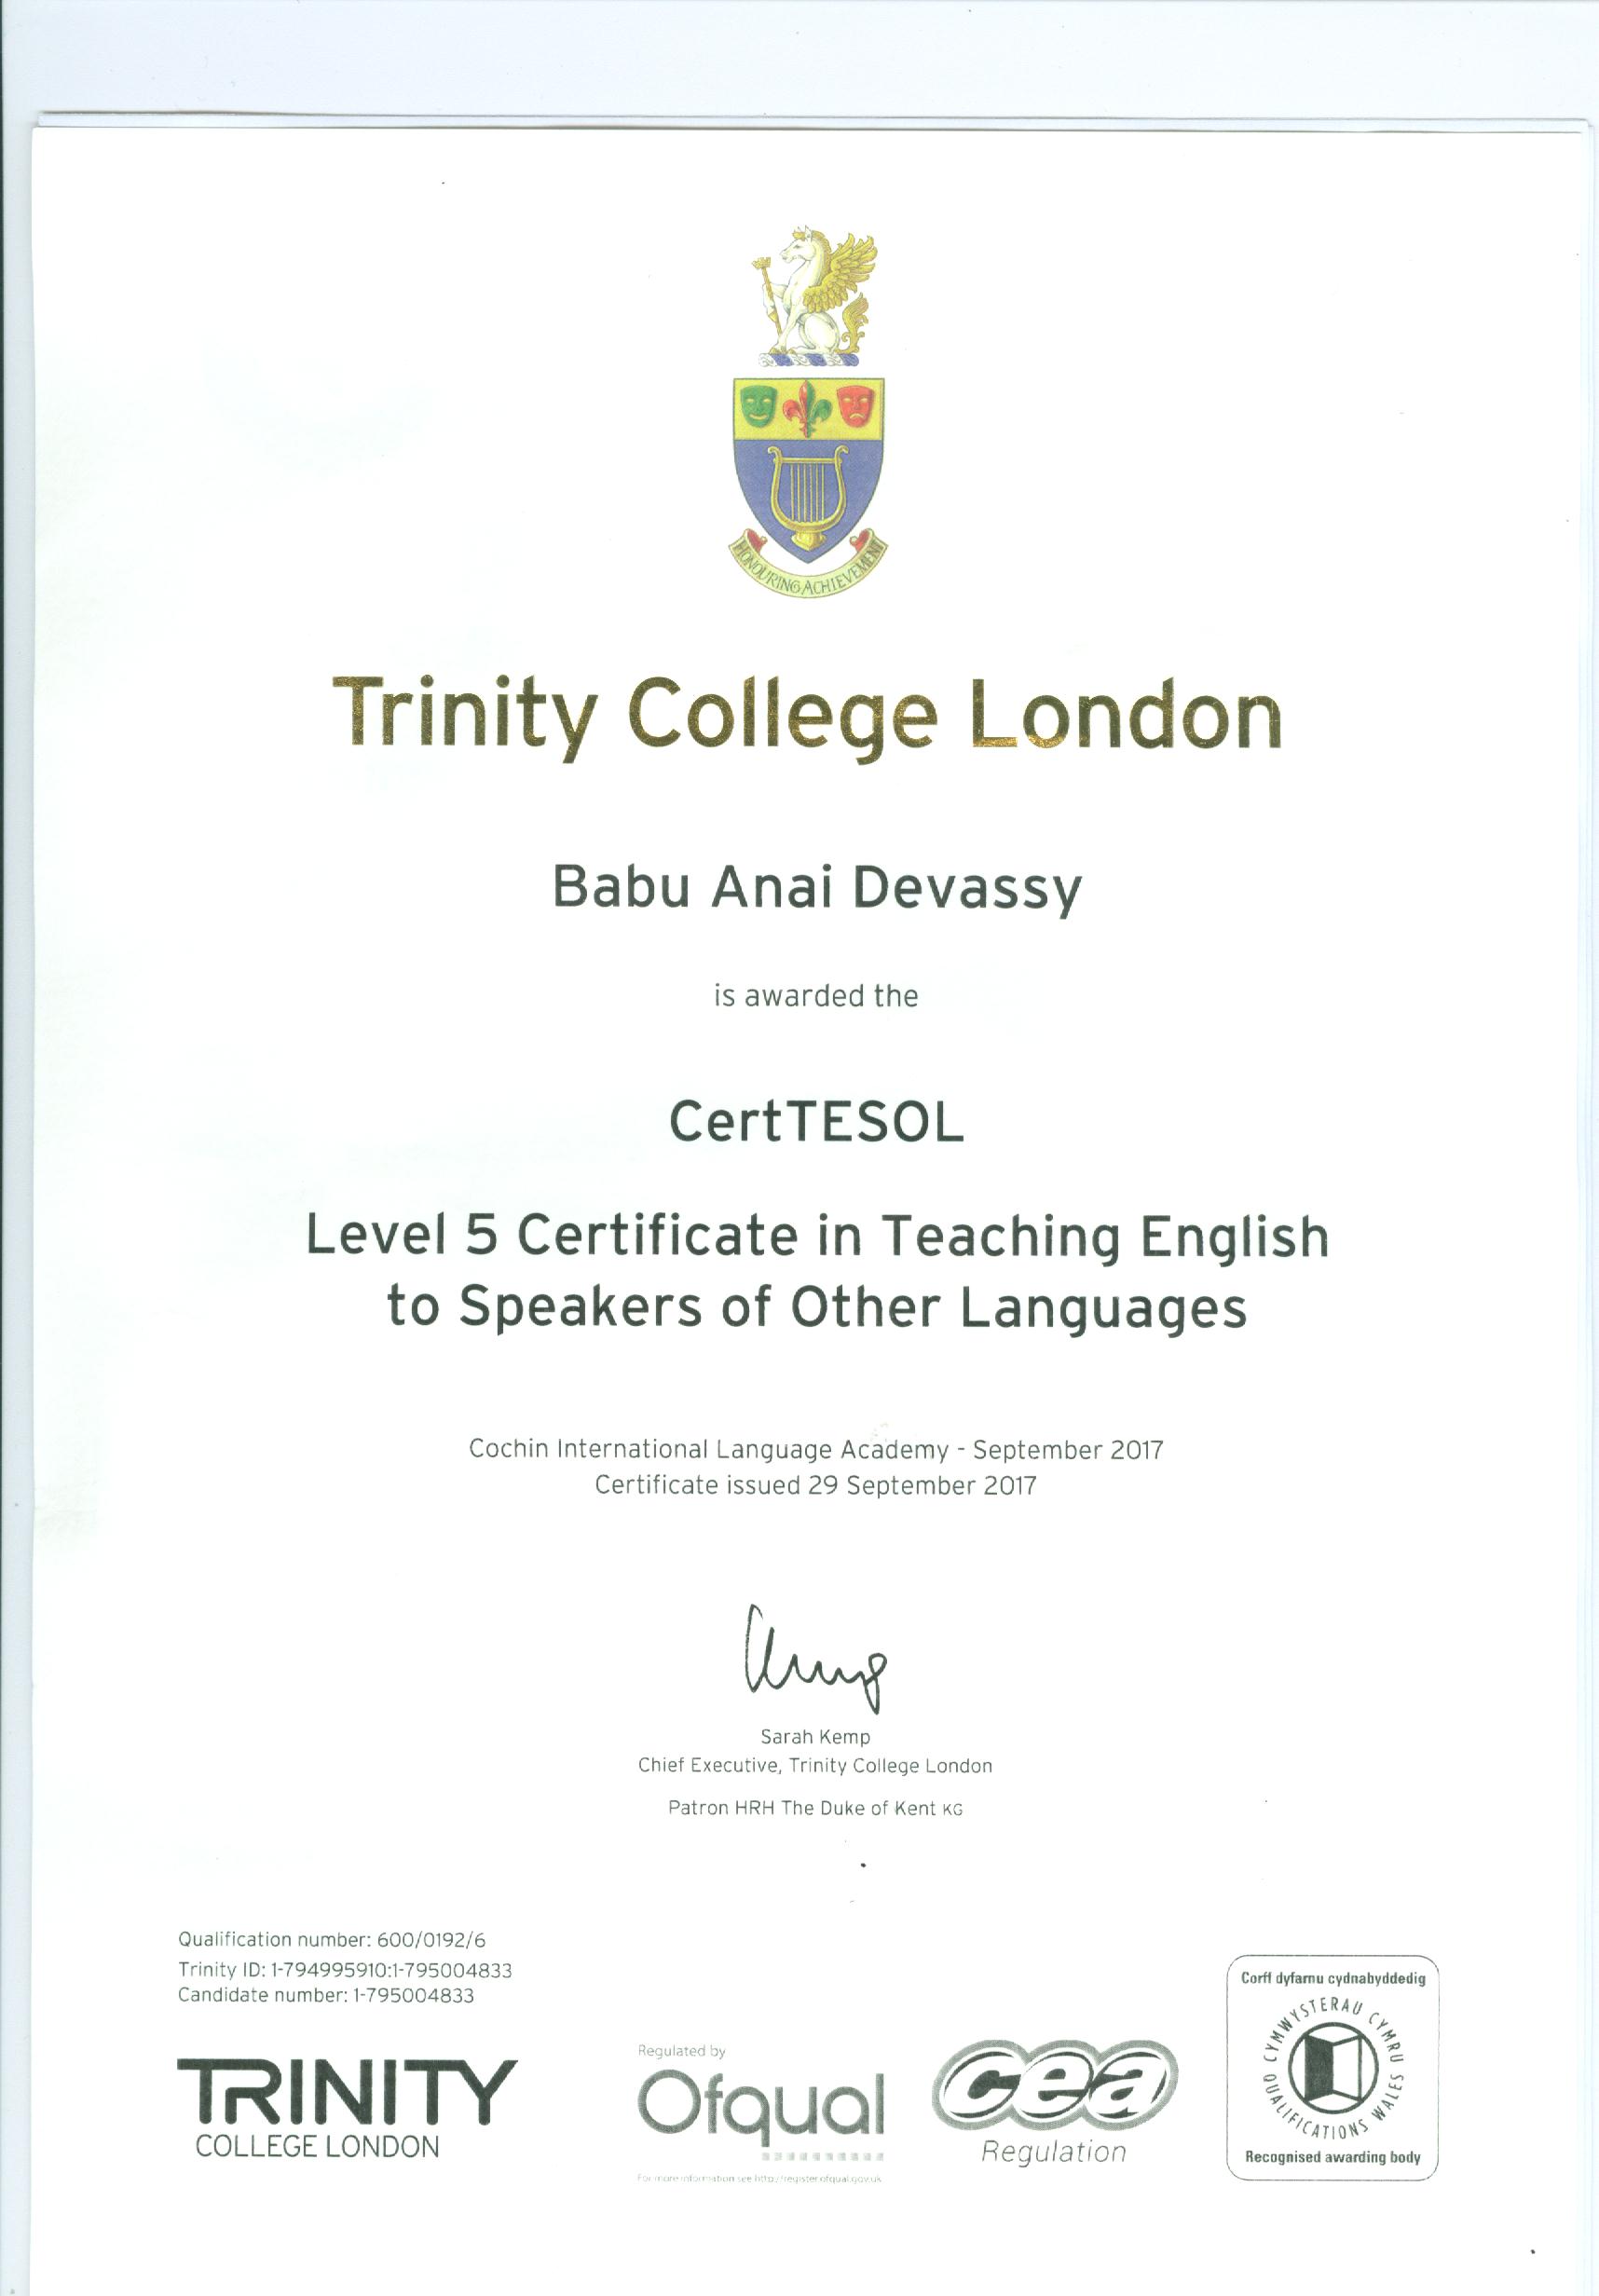 HONOURING ACHIEVEMENT
Trinity College London
Babu Anai Devassy
is awarded the
CertTESOL
Level 5 Certificate in Teaching English
to Speakers of Other Languages
Cochin International Language Academy - September 2017
Certificate issued 29 September 2017
Sarah Kemp
Chief Executive, Trinity College London
Patron HRH The Duke of Kent KG
Qualification number: 600/0192/6
Trinity ID: 1-794995910:1-795004833
Candidate number: 1-795004833
TRINITY
COLLEGE LONDON
Regulated by
Ofqual
For more information see http://register.ofqual.gov.uk
cea
Regulation
Corff dyfarnu cydnabyddedig
CYMWYSTERAU CYMRU
QUALIFICATIONS WALES
Recognised awarding body